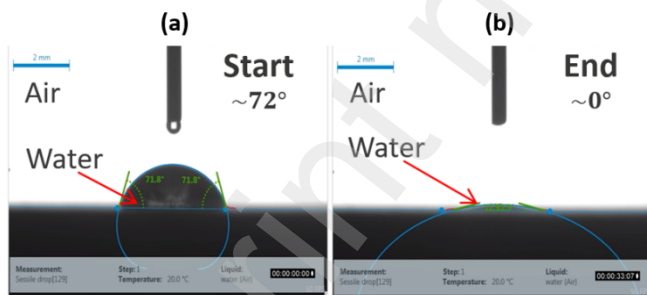 (a)
2 mm
Air
Start
~72°
Water
71.8° 71.8°
Measurement: Step: 1 Liquid:
Sessile drop[129] Temperature: 20.0 °C water (Air) 00:00:00:00
(b)
2 mm
Air
End
~0°
Water
Measurement: Step: 1 Liquid:
Sessile drop[129] Temperature: 20.0 °C water (Air) 00:00:33:07